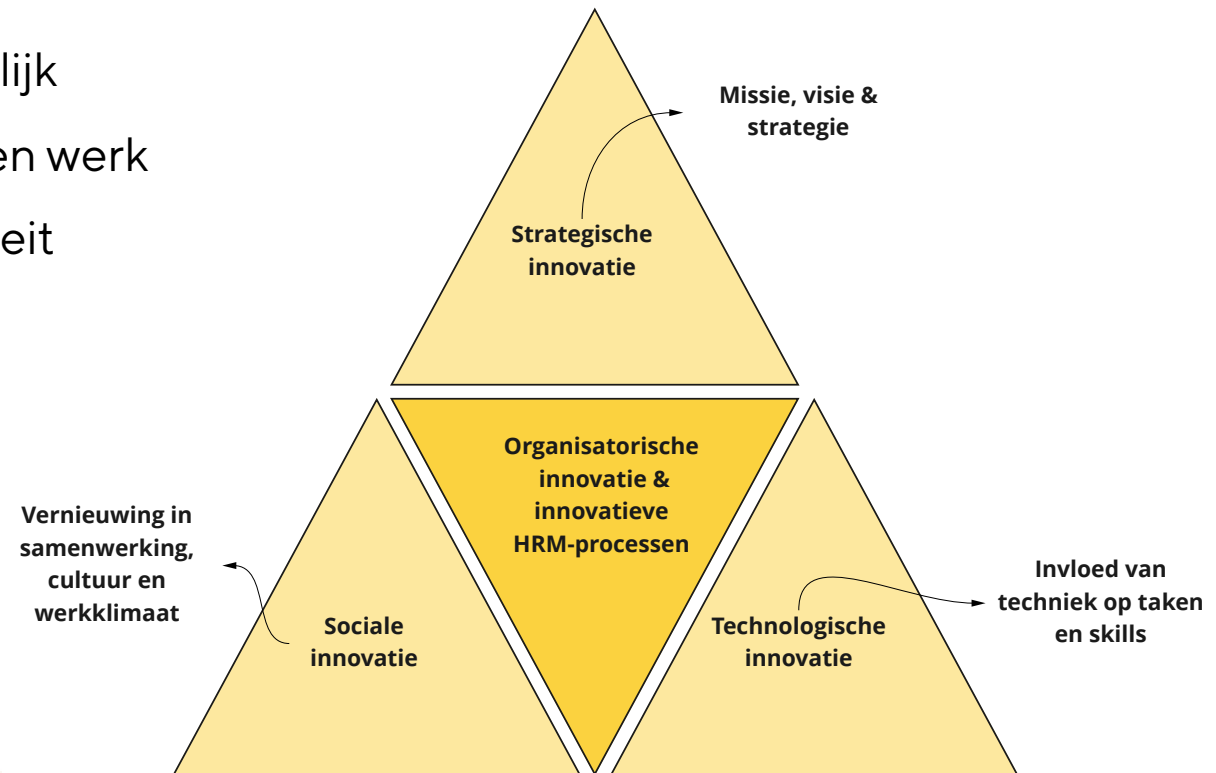 lijk
en werk
eit
Missie, visie &
strategie
Strategische
innovatie
Organisatorische
innovatie &
innovatieve
HRM-processen
Vernieuwing in
samenwerking,
cultuur en
werkklimaat
Sociale
innovatie
Technologische
innovatie
Invloed van
techniek op taken
en skills